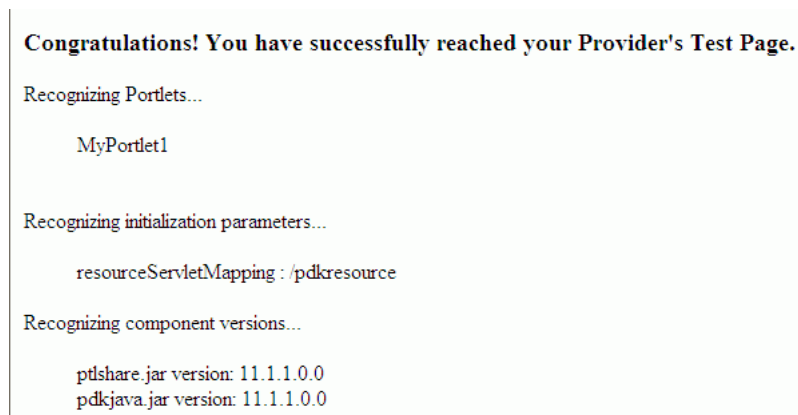 Congratulations! You have successfully reached your Provider's Test Page.
Recognizing Portlets...
MyPortlet1
Recognizing initialization parameters...
resourceServletMapping : /pdkresource
Recognizing component versions...
ptlshare.jar version: 11.1.1.0.0
pdkjava.jar version: 11.1.1.0.0